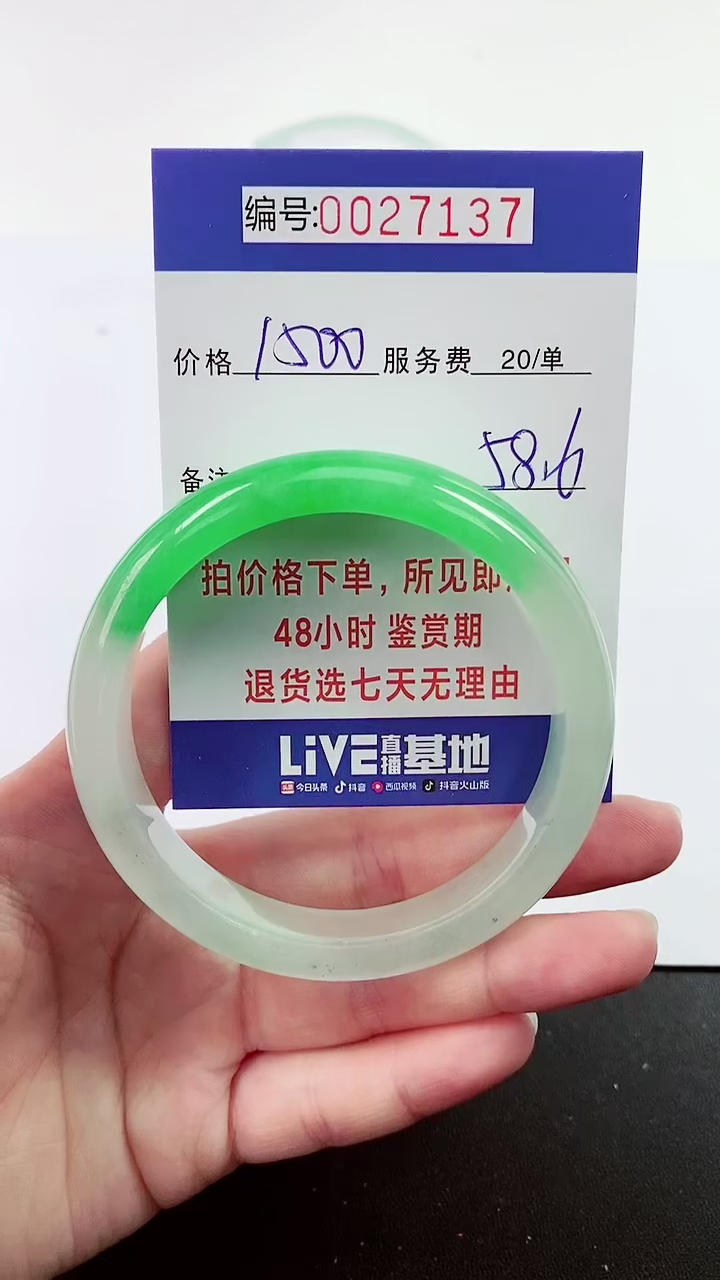 编号:0027137
价格 1500 服务费 20/单
备注 58.6
拍价格下单，所见即
48小时 鉴赏期
退货选七天无理由
LiVE直播基地
头条 今日头条 抖音 西瓜视频 抖音火山版